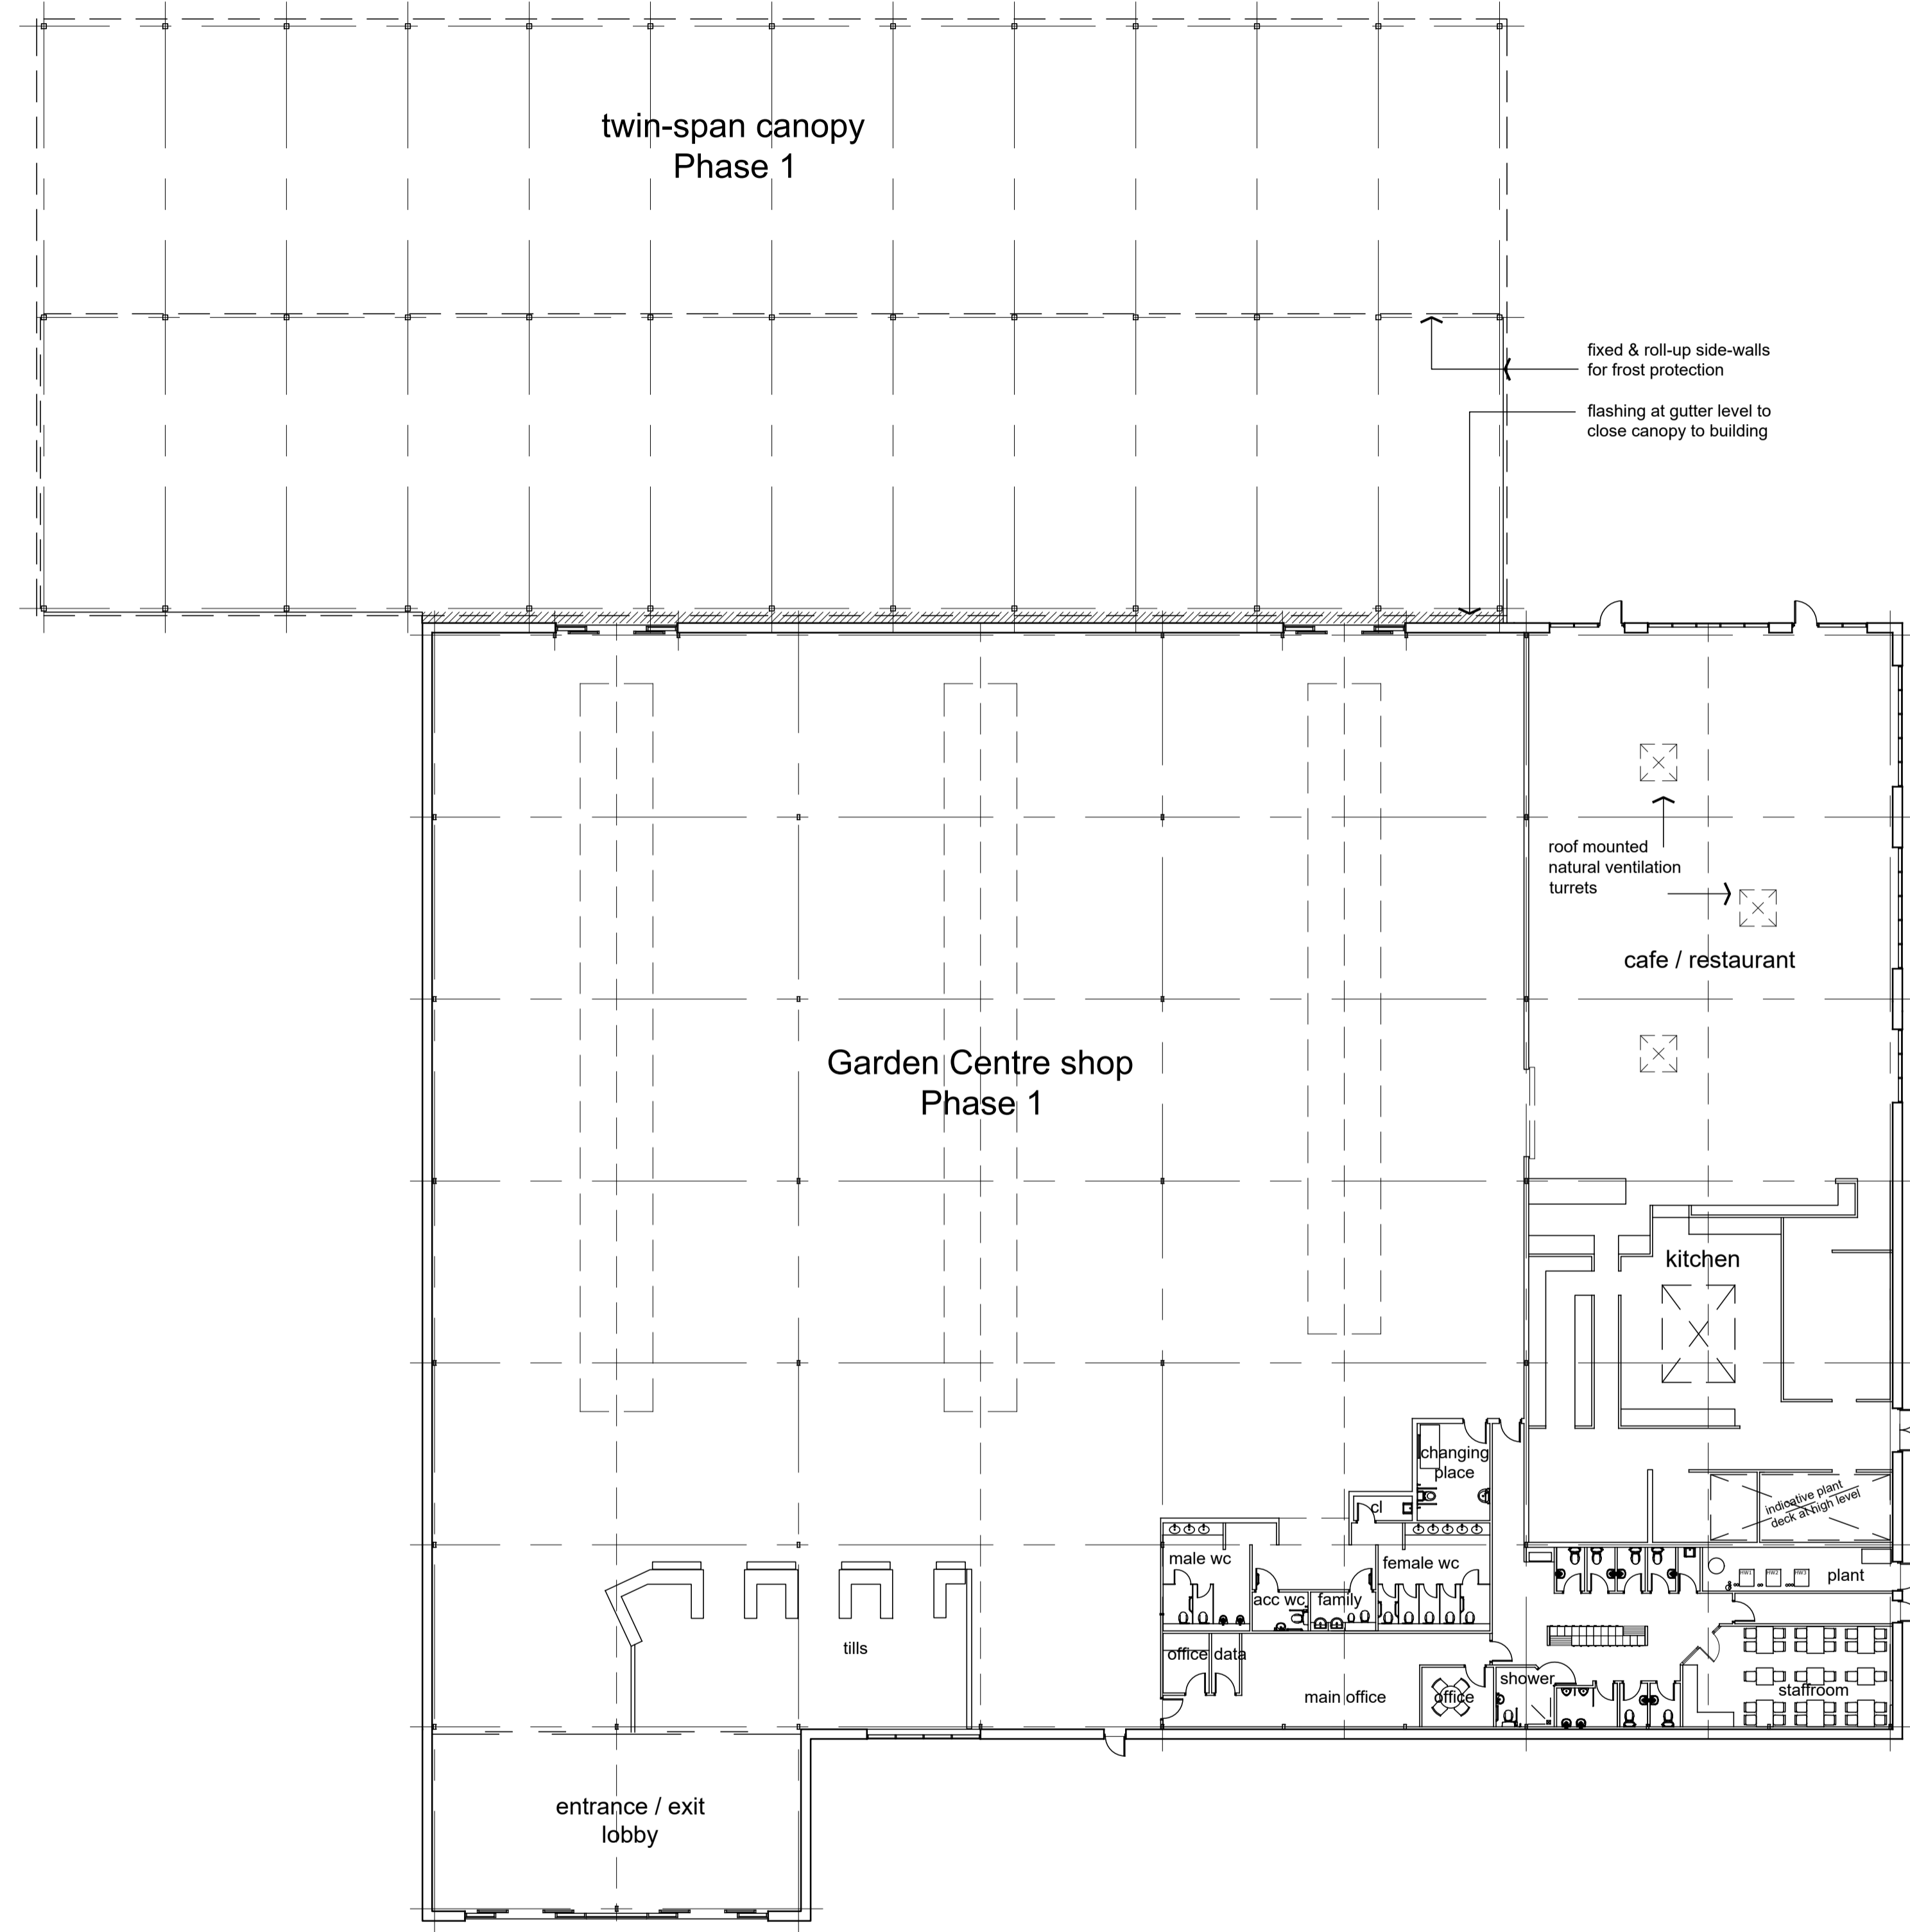 twin-span canopy
Phase 1
fixed & roll-up side-walls
for frost protection
flashing at gutter level to
close canopy to building
roof mounted
natural ventilation
turrets
cafe / restaurant
Garden Centre shop
Phase 1
kitchen
changing
place
cl
indicative plant
deck at high level
male wc
female wc
acc wc
family
HW1
HW2
HW3
plant
tills
office
data
main office
office
shower
staffroom
entrance / exit
lobby